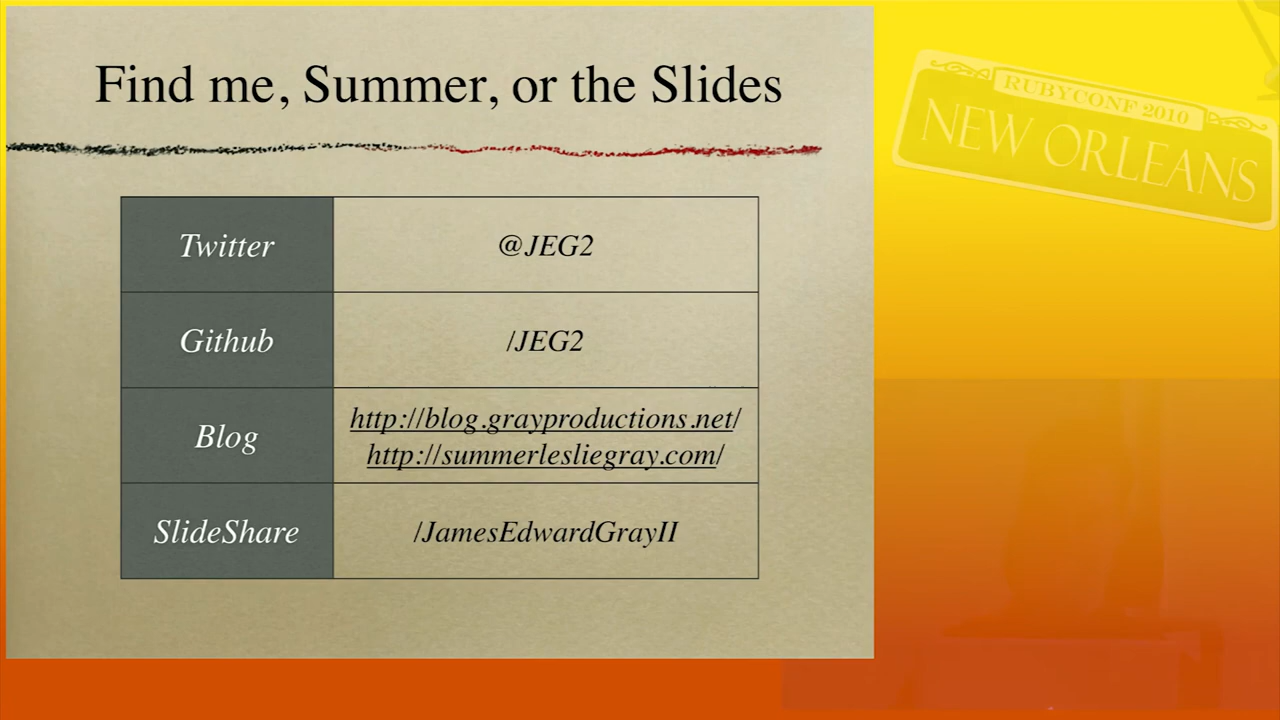 Find me, Summer, or the Slides
RUBYCONF 2010
NEW ORLEANS
Twitter
@JEG2
Github
/JEG2
Blog
http://blog.grayproductions.net/
http://summerlesliegray.com/
SlideShare
/JamesEdwardGrayII